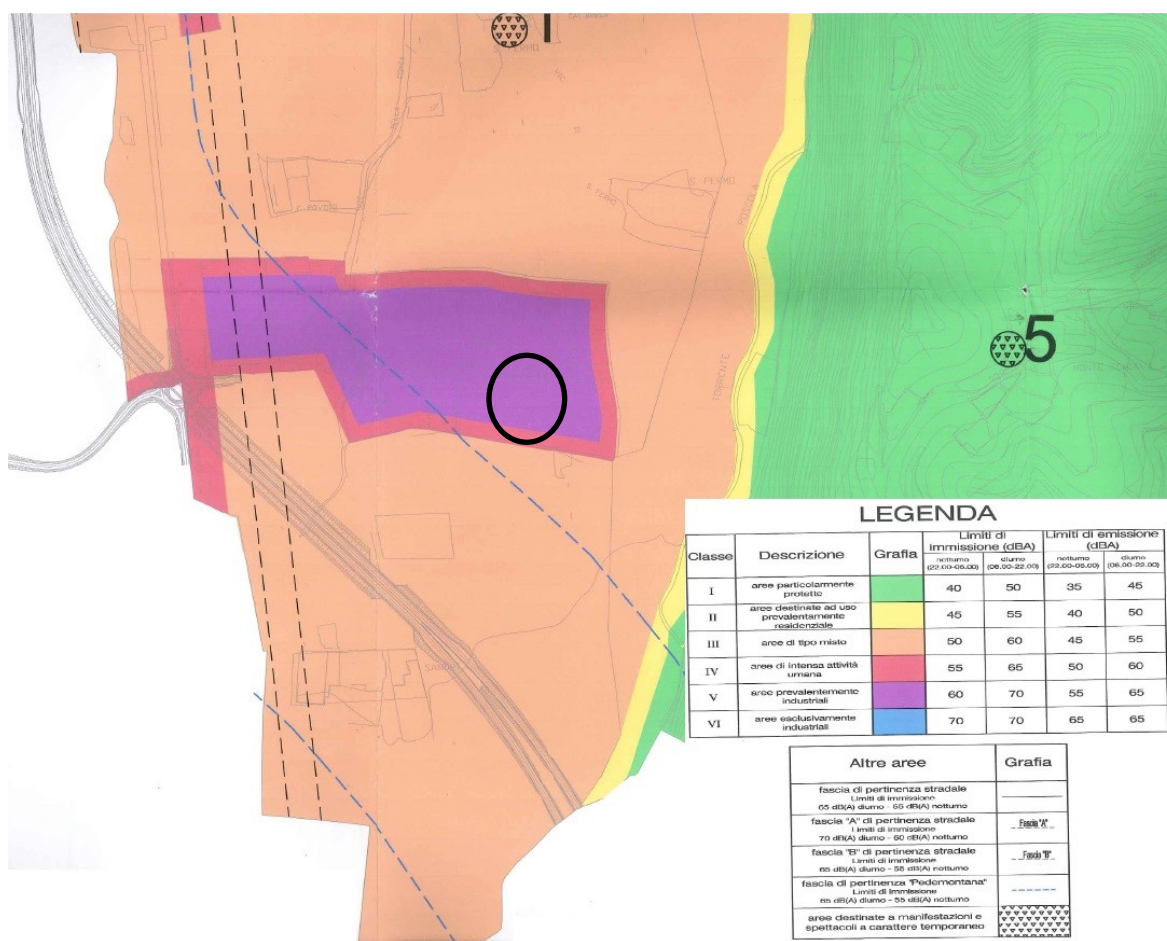 S. FERMO
S. FERMO
S. FERMO
TORRENTE
5
LEGENDA
Classe Descrizione Grafia Limiti di immissione (dBA) Limiti di emissione (dBA)
notturno (22.00-06.00) diurno (06.00-22.00) notturno (22.00-06.00) diurno (06.00-22.00)
I aree particolarmente protette 40 50 35 45
II aree destinate ad uso prevalentemente residenziale 45 55 40 50
III aree di tipo misto 50 60 45 55
IV aree di intensa attività umana 55 65 50 60
V aree prevalentemente industriali 60 70 55 65
VI aree esclusivamente industriali 70 70 65 65
Altre aree Grafia
fascia di pertinenza stradale
Limiti di immissione
65 dB(A) diurno - 55 dB(A) notturno
fascia "A" di pertinenza stradale
Limiti di immissione
70 dB(A) diurno - 60 dB(A) notturno
Fascia "A"
fascia "B" di pertinenza stradale
Limiti di immissione
65 dB(A) diurno - 55 dB(A) notturno
Fascia "B"
fascia di pertinenza "Pedemontana"
Limiti di immissione
65 dB(A) diurno - 55 dB(A) notturno
aree destinate a manifestazioni e
spettacoli a carattere temporaneo